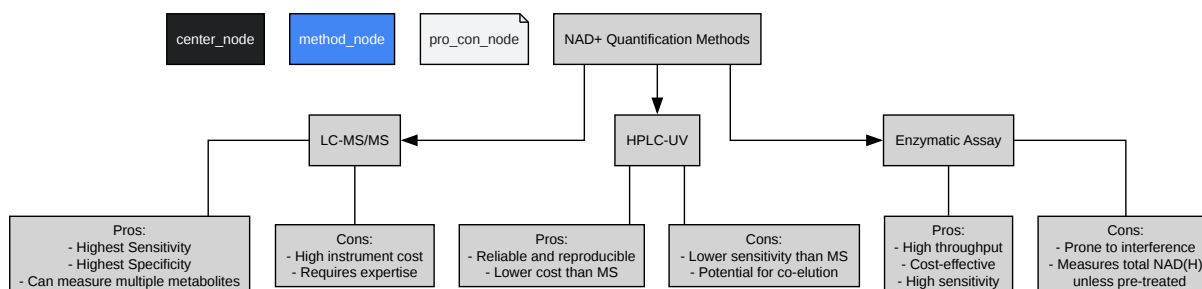 center_node
method_node
pro_con_node
NAD+ Quantification Methods
LC-MS/MS
HPLC-UV
Enzymatic Assay
Pros:
- Highest Sensitivity
- Highest Specificity
- Can measure multiple metabolites
Cons:
- High instrument cost
- Requires expertise
Pros:
- Reliable and reproducible
- Lower cost than MS
Cons:
- Lower sensitivity than MS
- Potential for co-elution
Pros:
- High throughput
- Cost-effective
- High sensitivity
Cons:
- Prone to interference
- Measures total NAD(H)
unless pre-treated